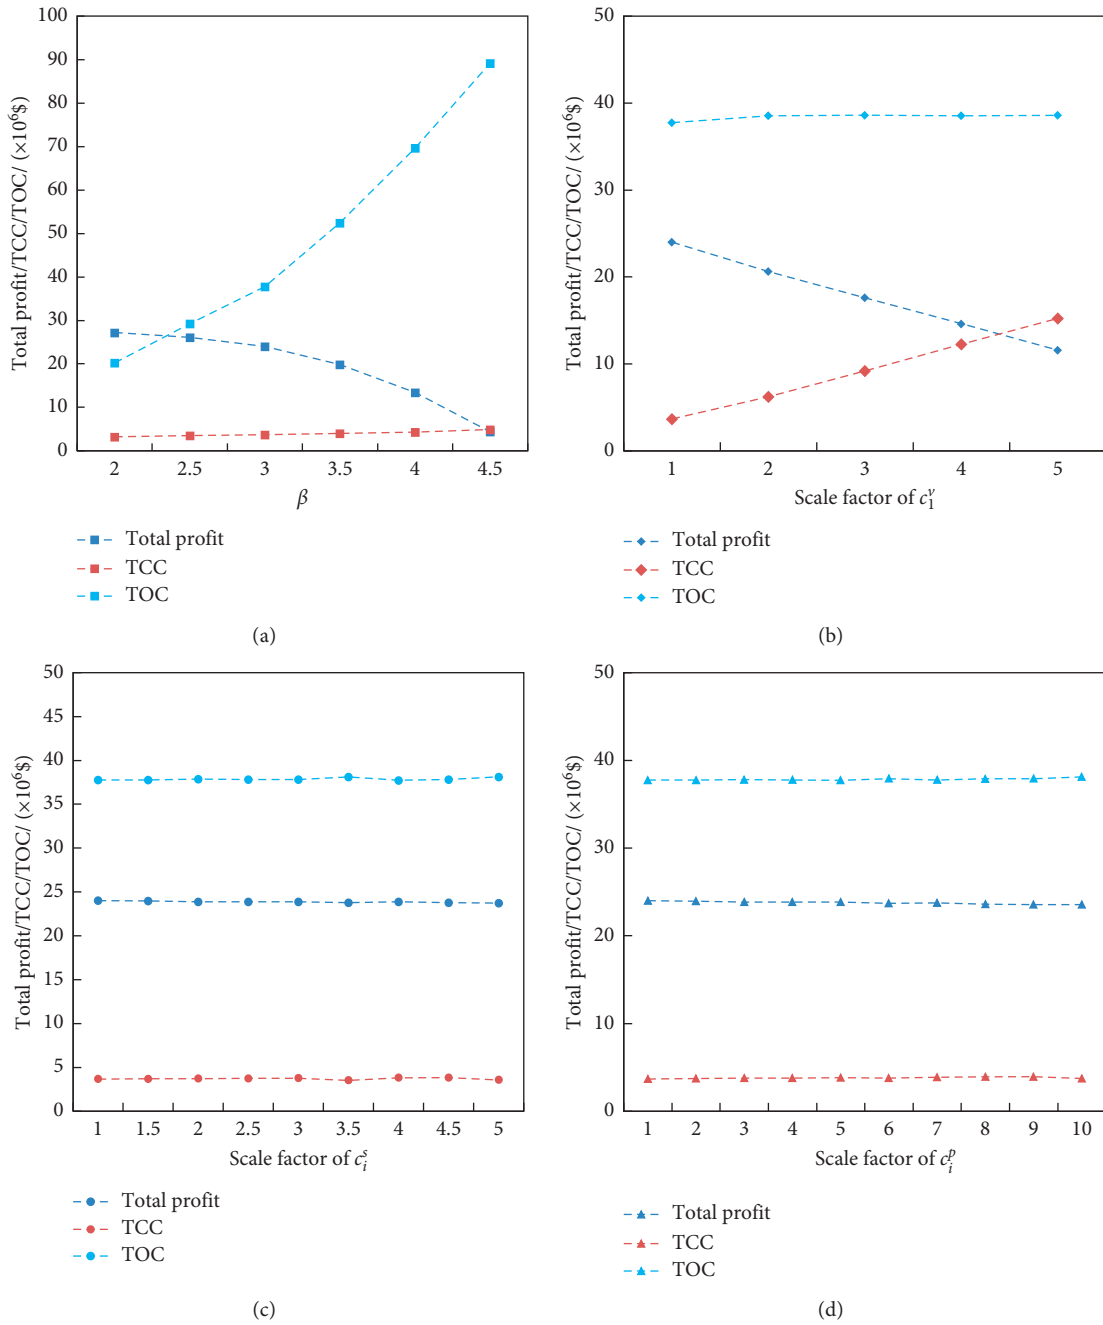 100
90
80
70
60
50
40
30
20
10
0
Total profit/TCC/TOC/ (×10⁶$)
2 2.5 3 3.5 4 4.5
β
Total profit
TCC
TOC
(a)
50
40
30
20
10
0
Total profit/TCC/TOC/ (×10⁶$)
1 2 3 4 5
Scale factor of c₁ᵛ
Total profit
TCC
TOC
(b)
50
45
40
35
30
25
20
15
10
5
0
Total profit/TCC/TOC/ (×10⁶$)
1 1.5 2 2.5 3 3.5 4 4.5 5
Scale factor of cᵢˢ
Total profit
TCC
TOC
(c)
50
40
30
20
10
0
Total profit/TCC/TOC/ (×10⁶$)
1 2 3 4 5 6 7 8 9 10
Scale factor of cᵢᵖ
Total profit
TCC
TOC
(d)